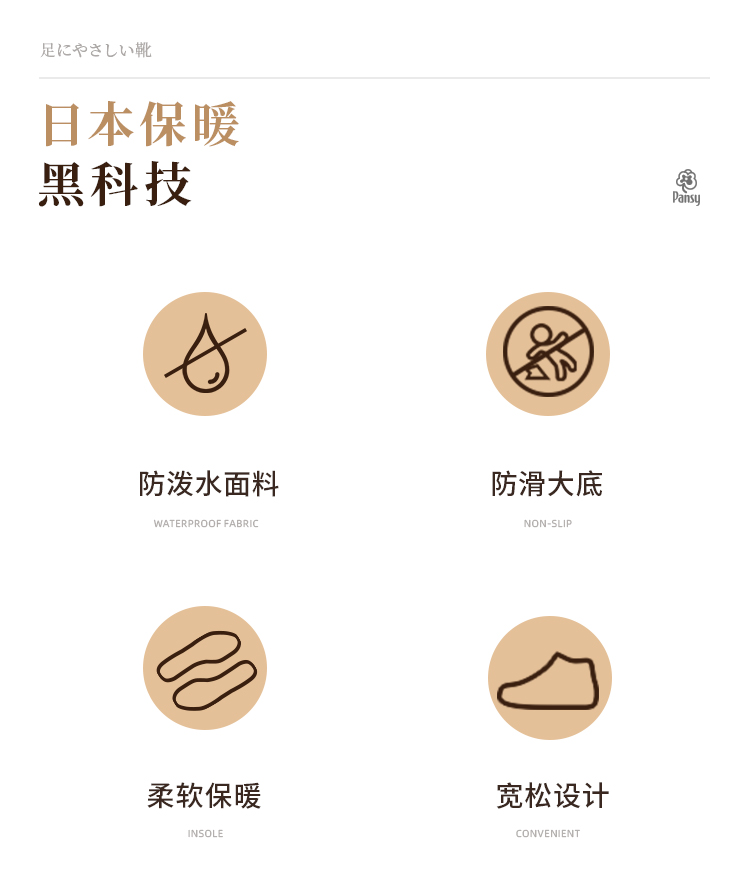 足にやさしい靴
日本保暖
黑科技
Pansy
防泼水面料
防滑大底
WATERPROOF FABRIC
NON-SLIP
柔软保暖
宽松设计
INSOLE
CONVENIENT